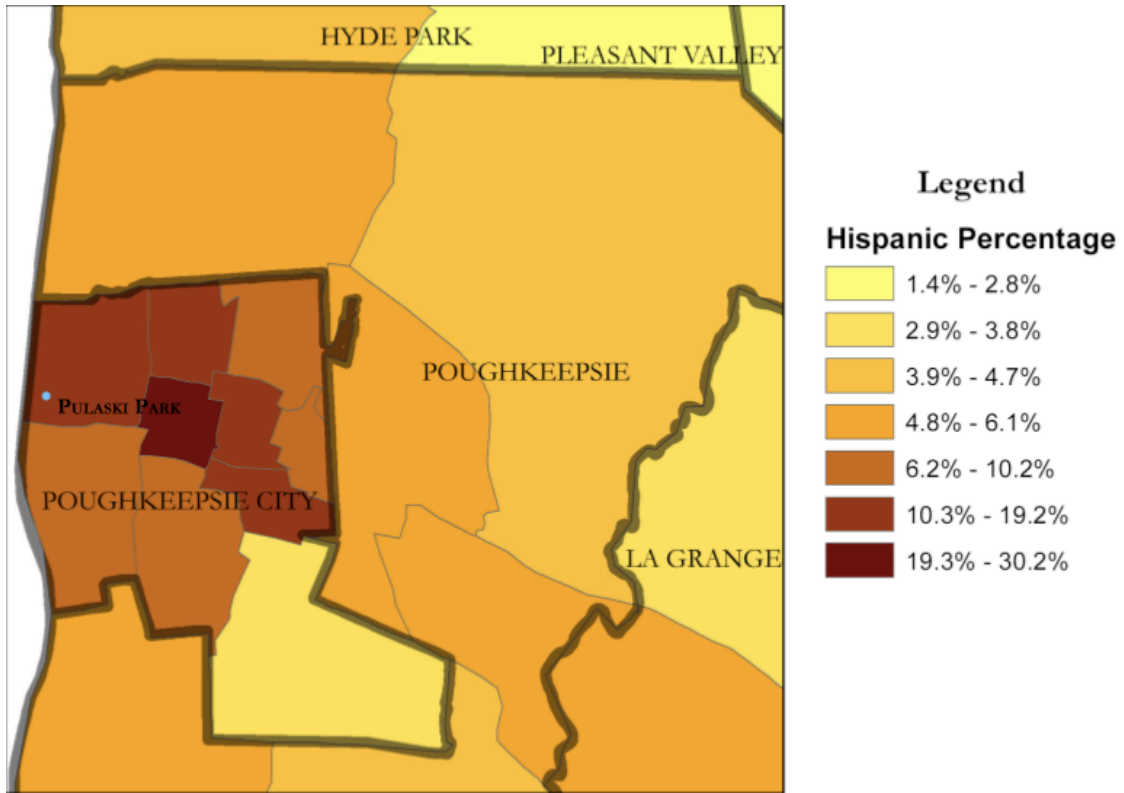 HYDE PARK
PLEASANT VALLEY
POUGHKEEPSIE
PULASKI PARK
POUGHKEEPSIE CITY
LA GRANGE
Legend
Hispanic Percentage
1.4% - 2.8%
2.9% - 3.8%
3.9% - 4.7%
4.8% - 6.1%
6.2% - 10.2%
10.3% - 19.2%
19.3% - 30.2%